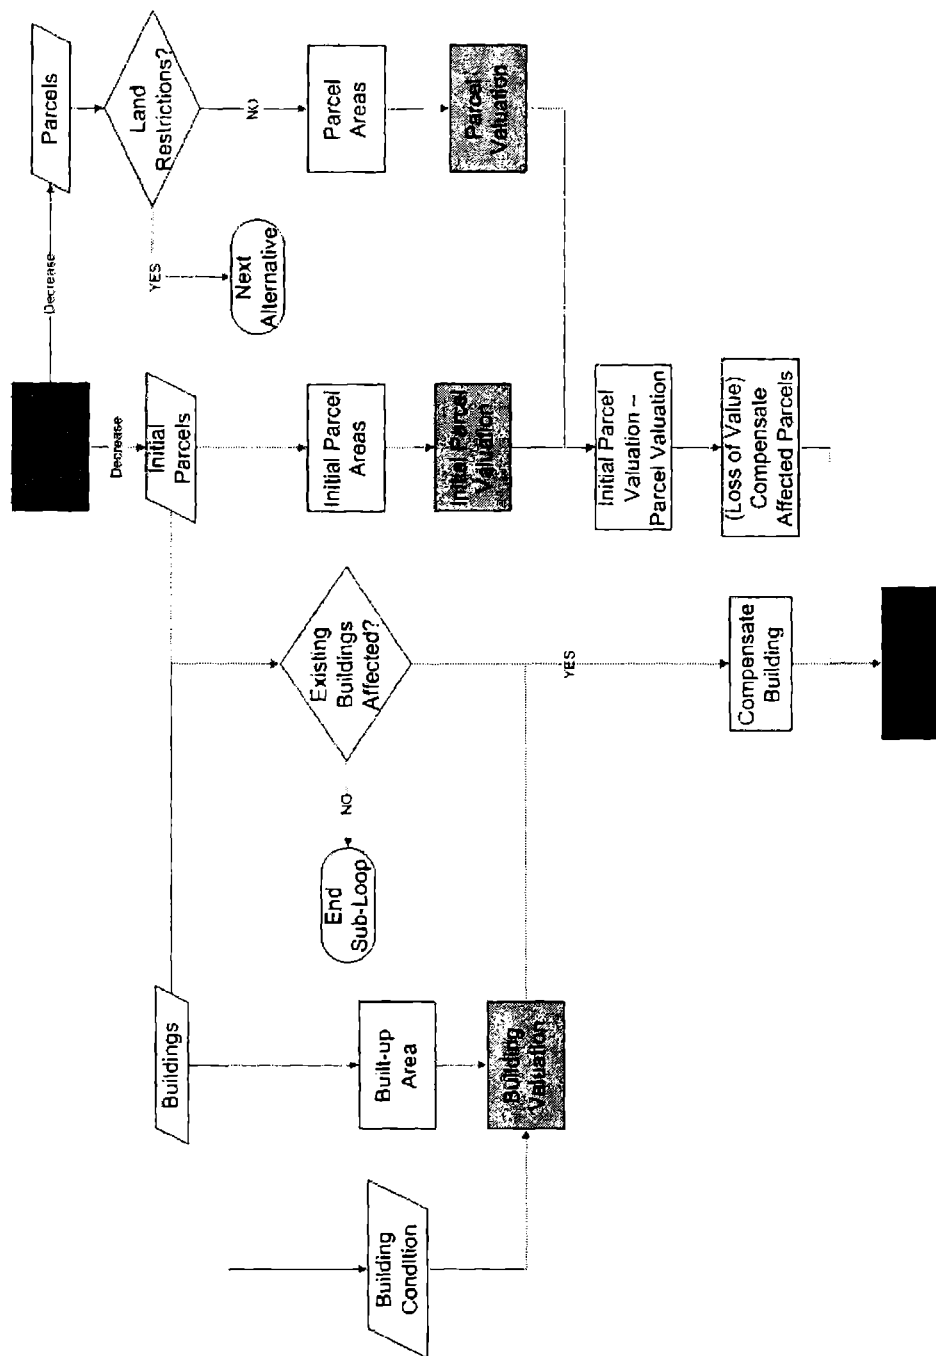 Parcels
Decrease
Land
Restrictions?
NO
YES
Parcel
Areas
Parcel
Valuation
Next
Alternative
Decrease
Initial
Parcels
Initial Parcel
Areas
Initial Parcel
Valuation
Initial Parcel
Valuation –
Parcel Valuation
(Loss of Value)
Compensate
Affected Parcels
Existing
Buildings
Affected?
NO
YES
End
Sub-Loop
Compensate
Building
Buildings
Built-up
Area
Building
Valuation
Building
Condition